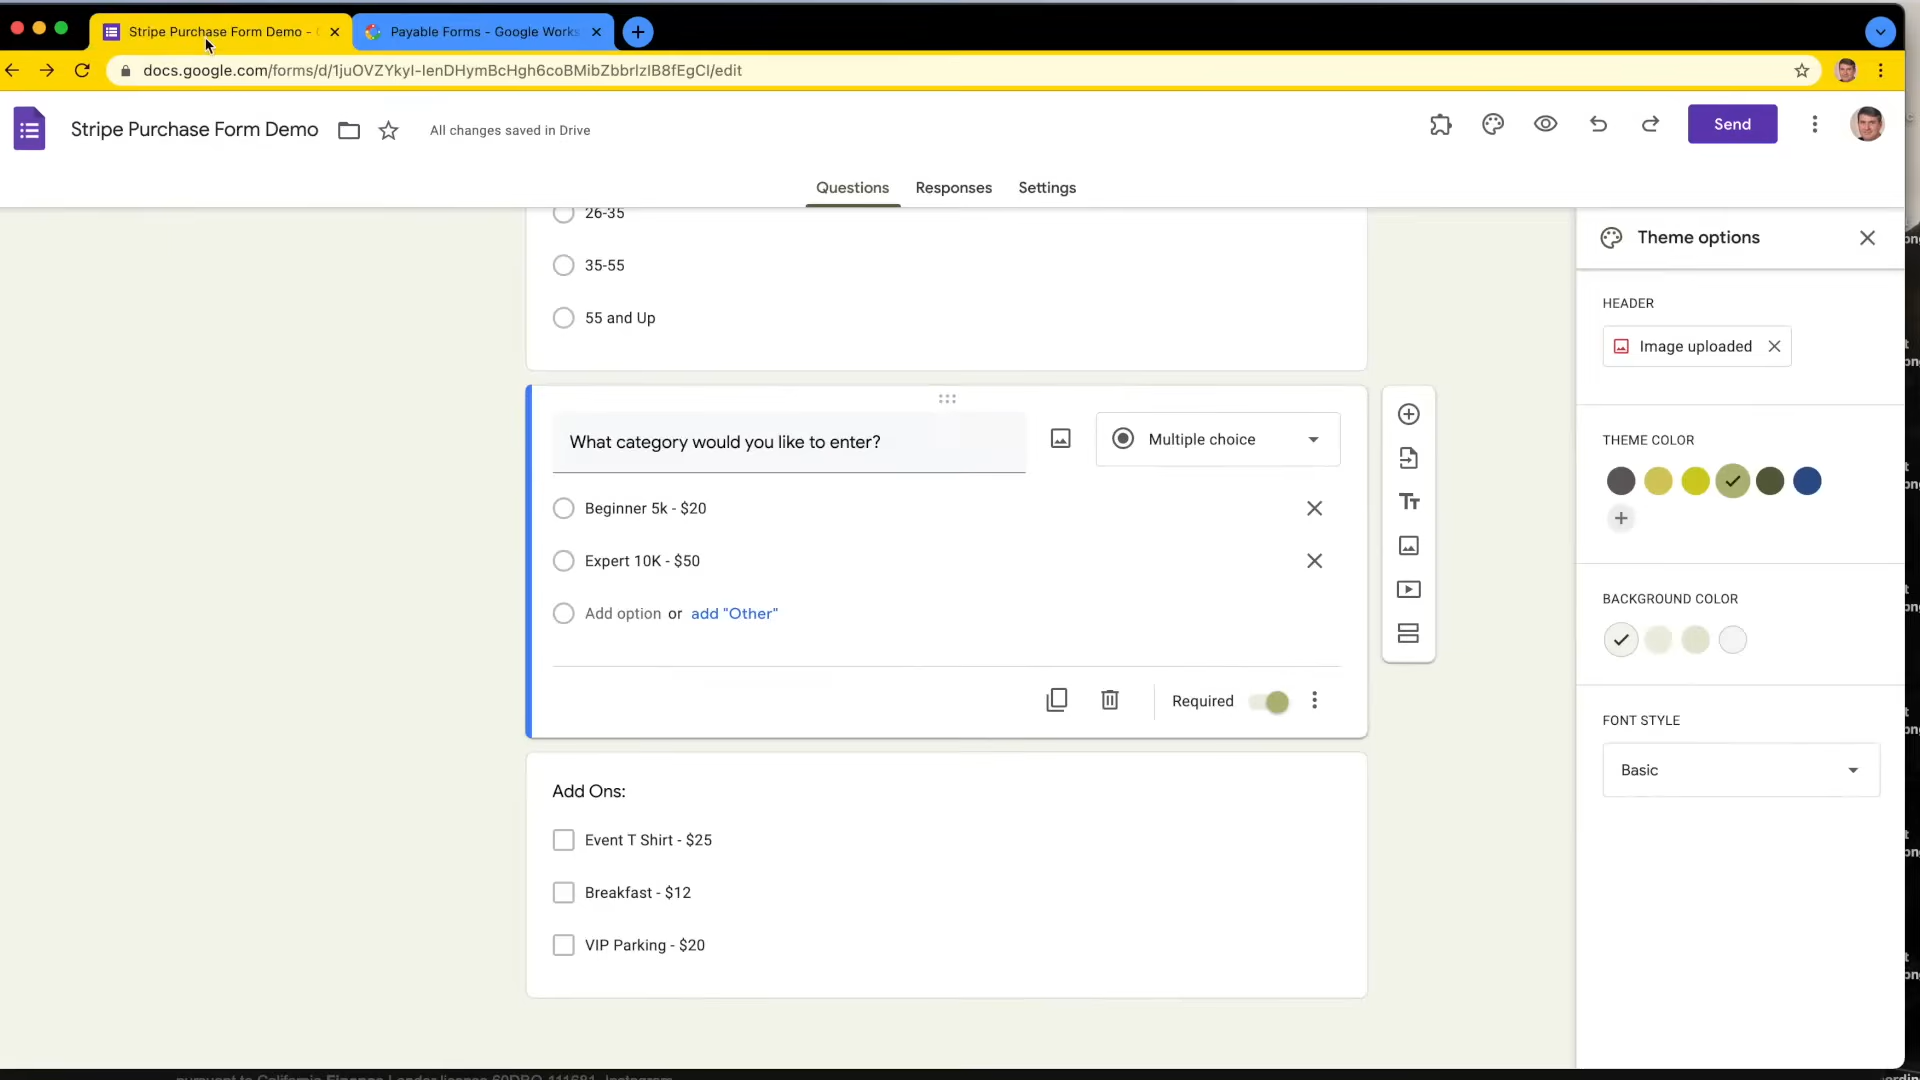 Stripe Purchase Form Demo -
Payable Forms - Google Works
docs.google.com/forms/d/1juOVZYkyI-IenDHymBcHgh6coBMibZbbrlzIB8fEgCI/edit
Stripe Purchase Form Demo
All changes saved in Drive
Send
Questions
Responses
Settings
26-35
35-55
55 and Up
What category would you like to enter?
Multiple choice
Beginner 5k - $20
Expert 10K - $50
Add option or add "Other"
Required
Add Ons:
Event T Shirt - $25
Breakfast - $12
VIP Parking - $20
Theme options
HEADER
Image uploaded
THEME COLOR
BACKGROUND COLOR
FONT STYLE
Basic